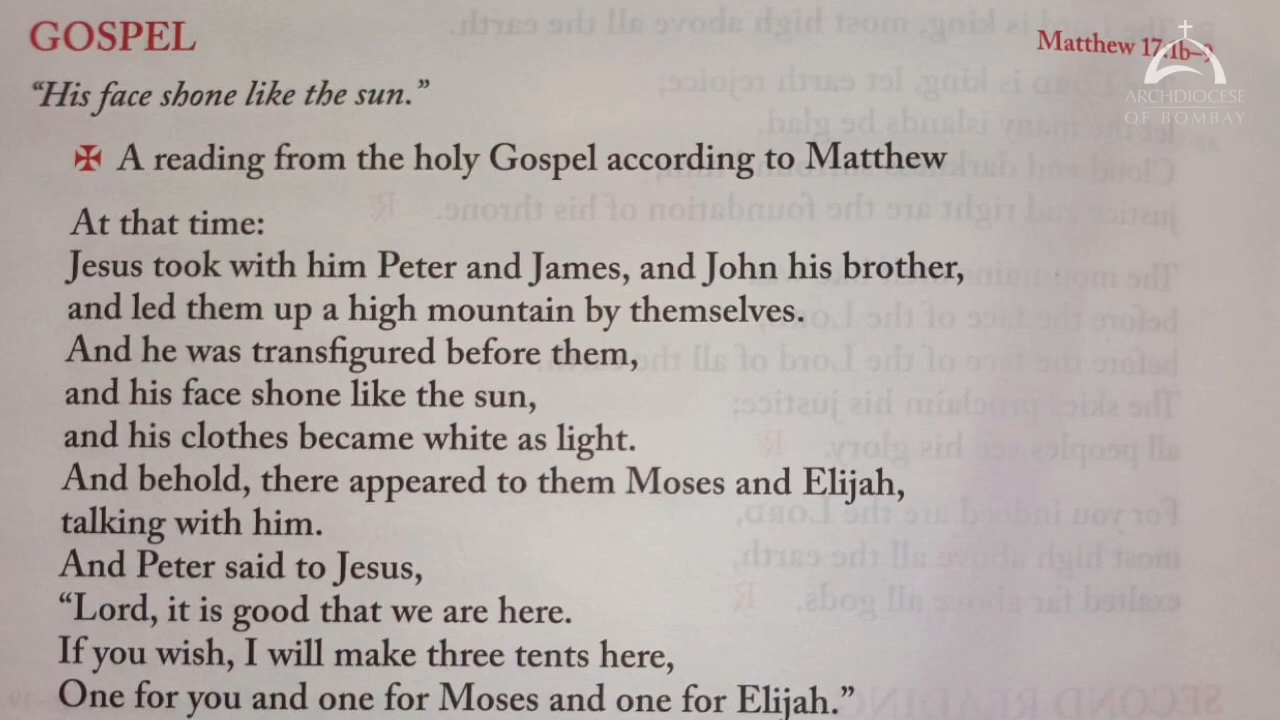 GOSPEL
Matthew 17:1b–9
“His face shone like the sun.”
ARCHDIOCESE
OF BOMBAY
✠ A reading from the holy Gospel according to Matthew
At that time:
Jesus took with him Peter and James, and John his brother,
and led them up a high mountain by themselves.
And he was transfigured before them,
and his face shone like the sun,
and his clothes became white as light.
And behold, there appeared to them Moses and Elijah,
talking with him.
And Peter said to Jesus,
“Lord, it is good that we are here.
If you wish, I will make three tents here,
One for you and one for Moses and one for Elijah.”